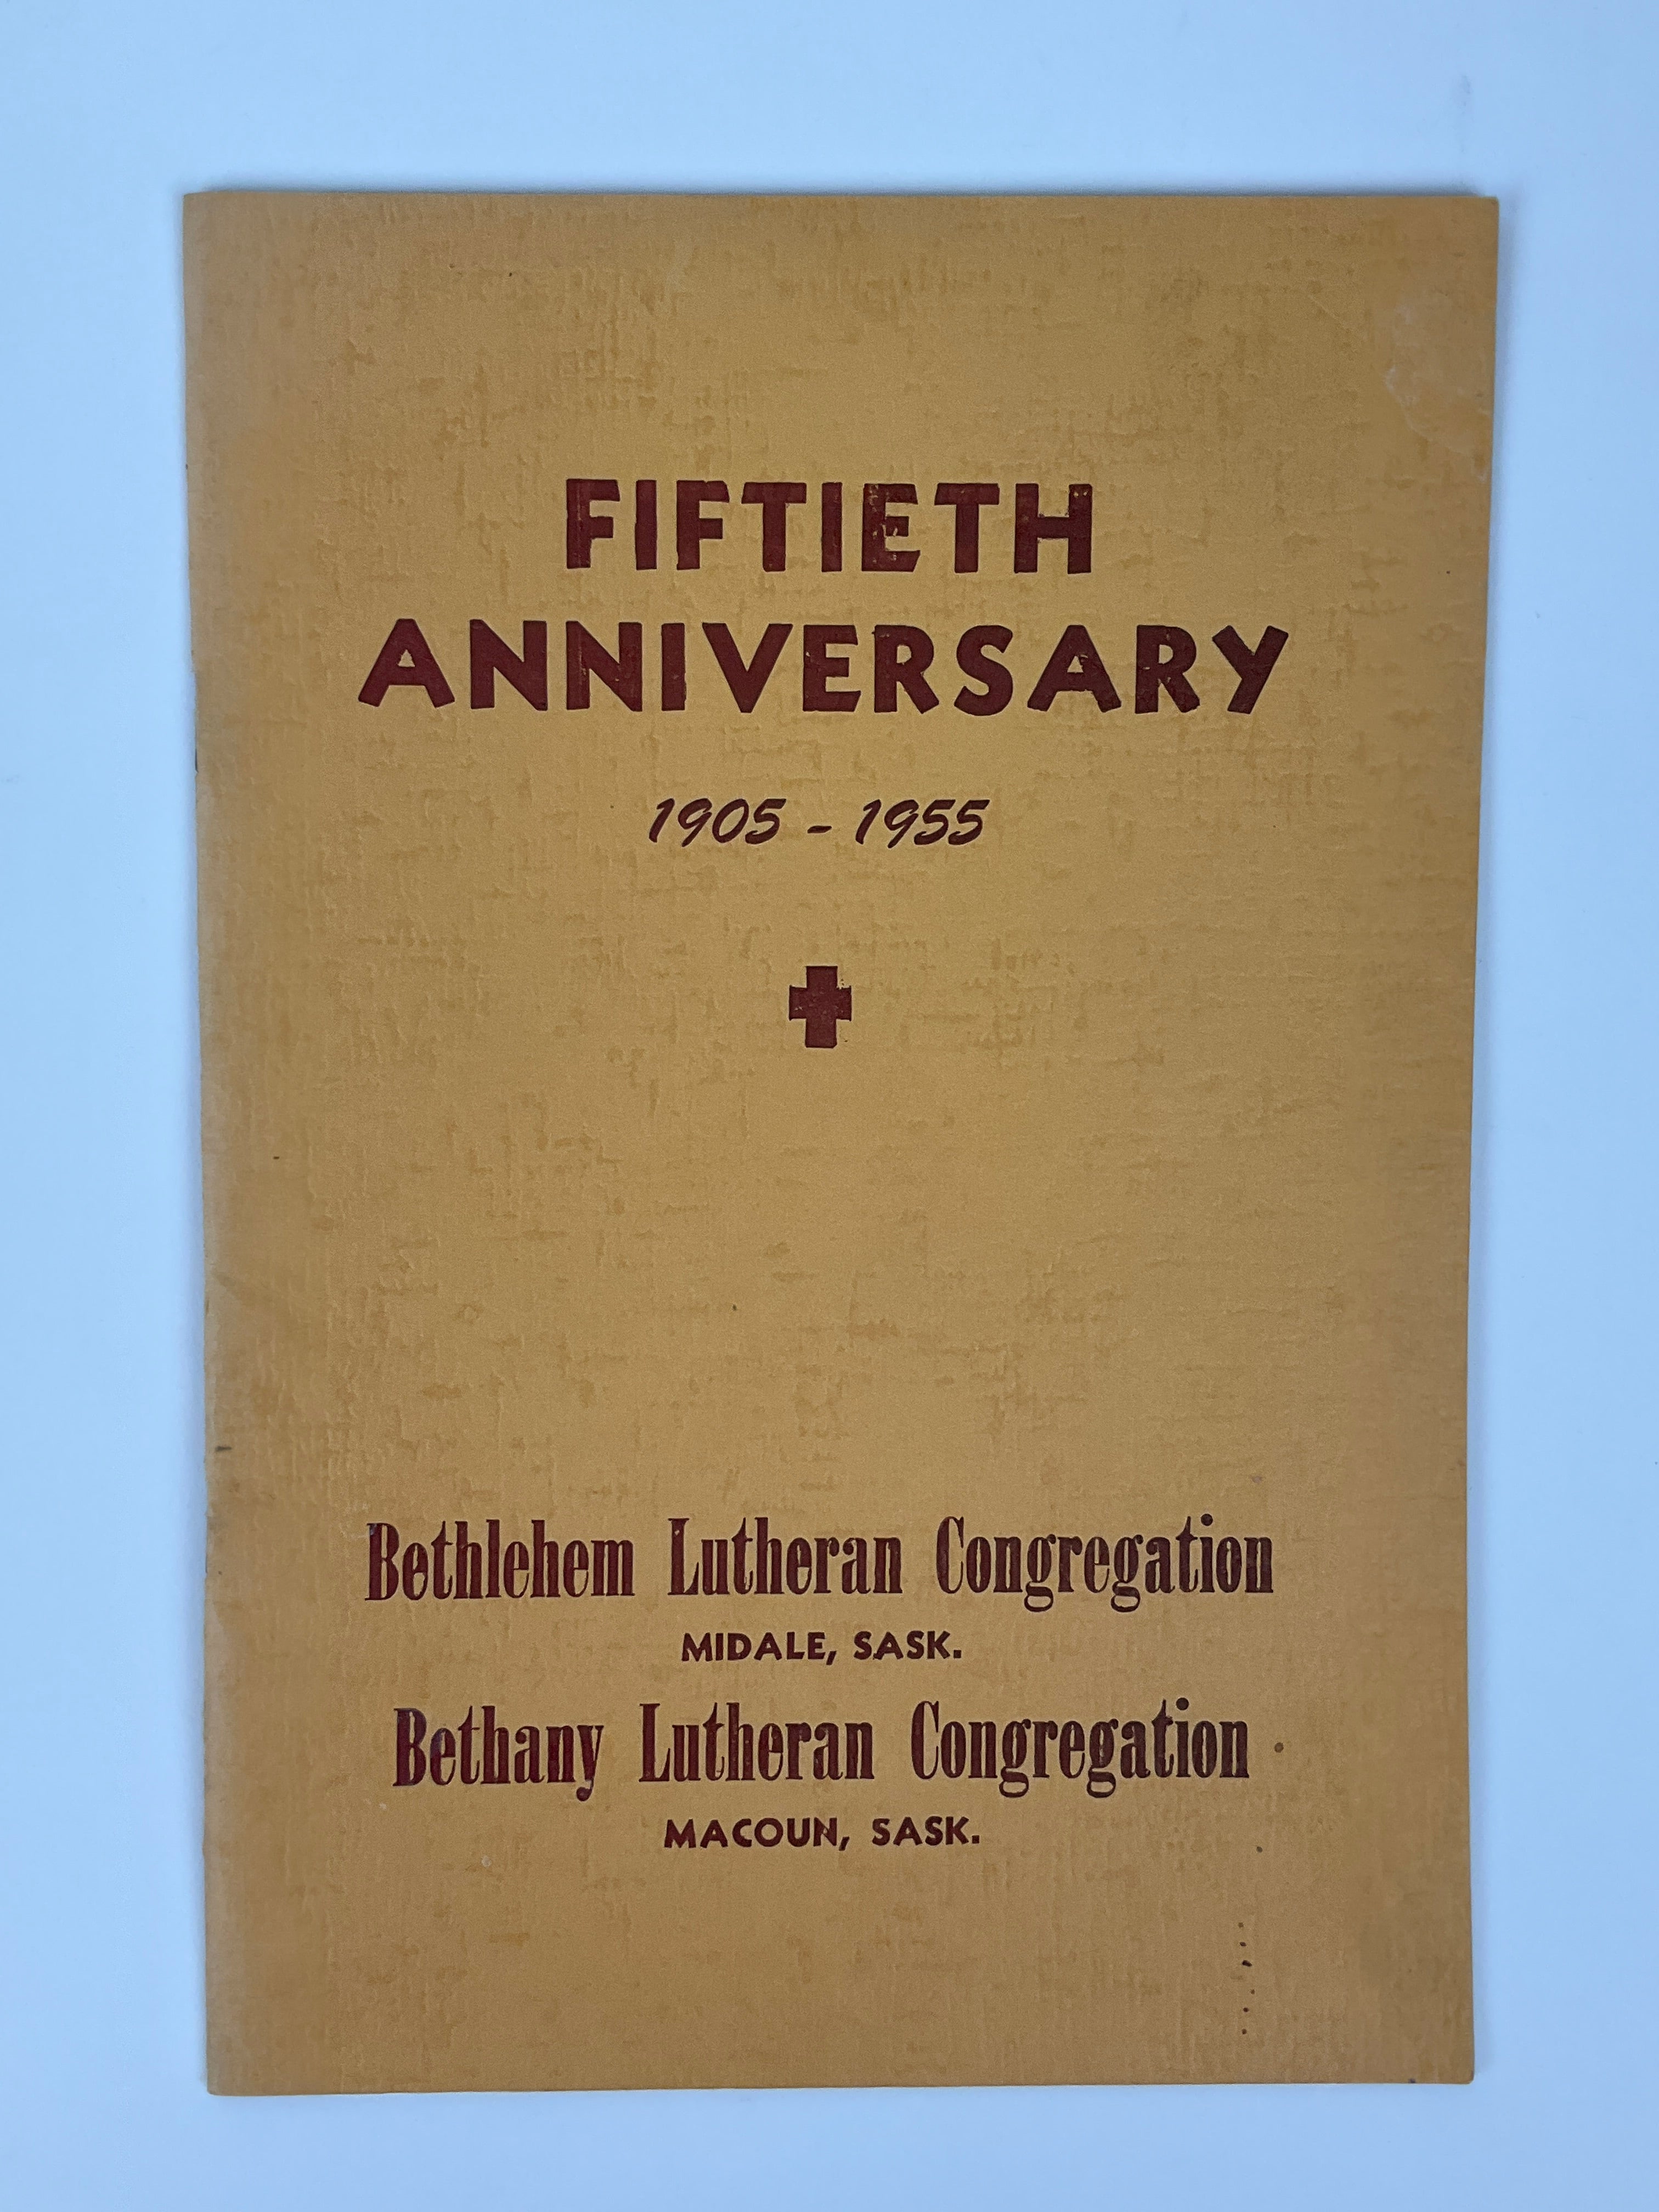 FIFTIETH
ANNIVERSARY
1905 - 1955
Bethlehem Lutheran Congregation
MIDALE, SASK.
Bethany Lutheran Congregation
MACOUN, SASK.